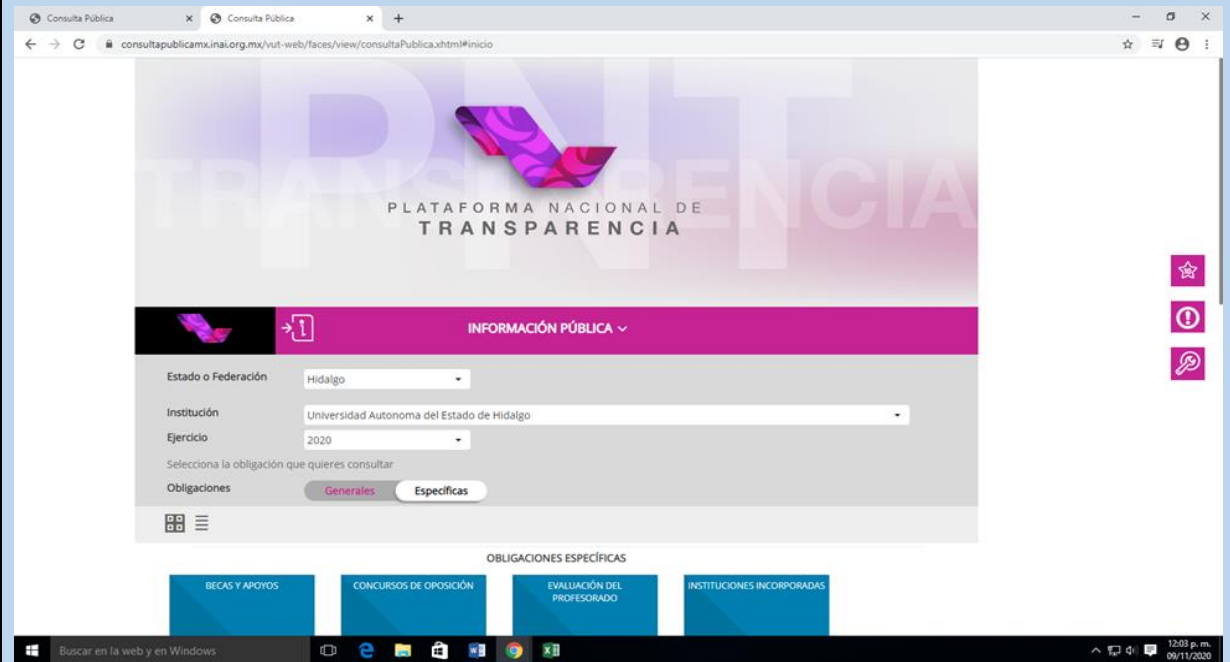 Consulta Pública
Consulta Pública
consultapublicamx.inai.org.mx/vut-web/faces/view/consultaPublica.xhtml#inicio
PNT
TRANSPARENCIA
PLATAFORMA NACIONAL DE
TRANSPARENCIA
INFORMACIÓN PÚBLICA
Estado o Federación
Hidalgo
Institución
Universidad Autonoma del Estado de Hidalgo
Ejercicio
2020
Selecciona la obligación que quieres consultar
Obligaciones
Generales
Específicas
OBLIGACIONES ESPECÍFICAS
BECAS Y APOYOS
CONCURSOS DE OPOSICIÓN
EVALUACIÓN DEL
PROFESORADO
INSTITUCIONES INCORPORADAS
Buscar en la web y en Windows
12:03 p. m.
09/11/2020